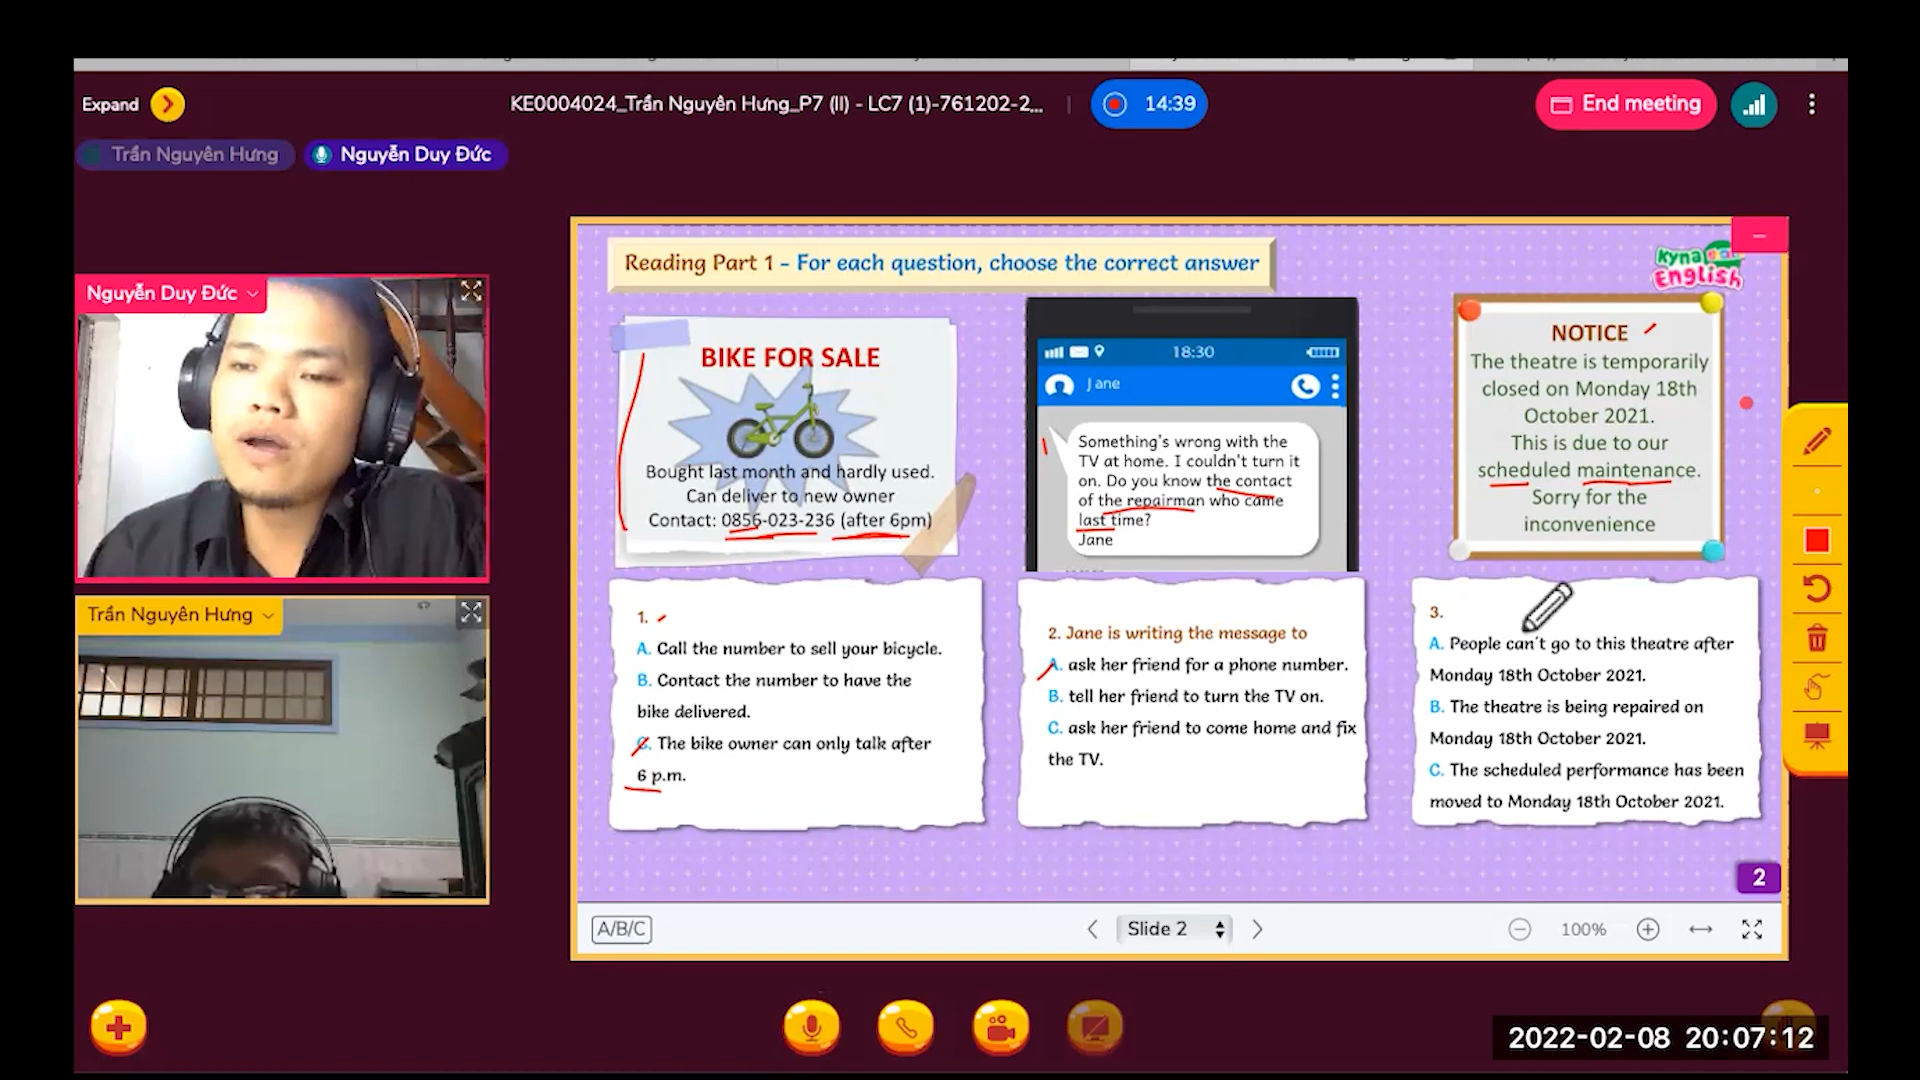 Expand
KE0004024_Trần Nguyên Hưng_P7 (II) - LC7 (1)-761202-2...
14:39
End meeting
Trần Nguyên Hưng
Nguyễn Duy Đức
Nguyễn Duy Đức
Trần Nguyên Hưng
Reading Part 1 - For each question, choose the correct answer
Kyna
English
BIKE FOR SALE
Bought last month and hardly used.
Can deliver to new owner
Contact: 0856-023-236 (after 6pm)
18:30
Jane
Something's wrong with the
TV at home. I couldn't turn it
on. Do you know the contact
of the repairman who came
last time?
Jane
NOTICE
The theatre is temporarily
closed on Monday 18th
October 2021.
This is due to our
scheduled maintenance.
Sorry for the
inconvenience
1.
A. Call the number to sell your bicycle.
B. Contact the number to have the
bike delivered.
C. The bike owner can only talk after
6 p.m.
2. Jane is writing the message to
A. ask her friend for a phone number.
B. tell her friend to turn the TV on.
C. ask her friend to come home and fix
the TV.
3.
A. People can't go to this theatre after
Monday 18th October 2021.
B. The theatre is being repaired on
Monday 18th October 2021.
C. The scheduled performance has been
moved to Monday 18th October 2021.
2
A/B/C
Slide 2
100%
2022-02-08 20:07:12